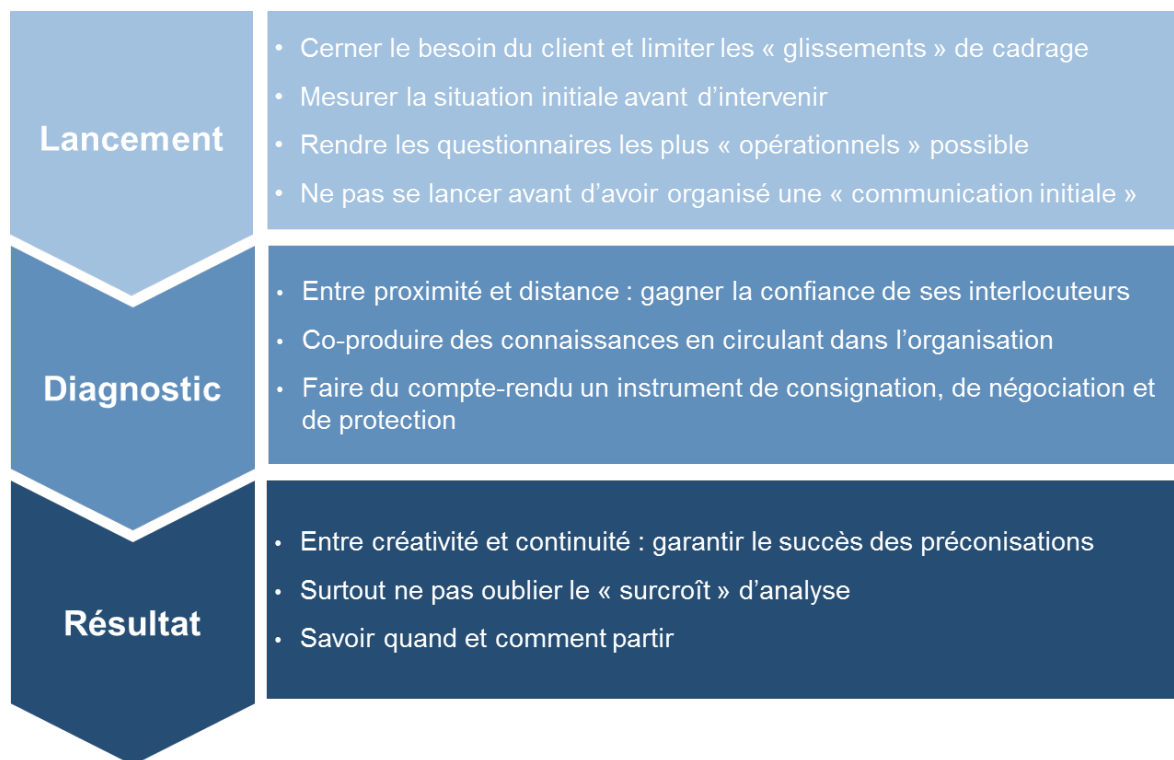 Lancement
• Cerner le besoin du client et limiter les « glissements » de cadrage
• Mesurer la situation initiale avant d’intervenir
• Rendre les questionnaires les plus « opérationnels » possible
• Ne pas se lancer avant d’avoir organisé une « communication initiale »
Diagnostic
• Entre proximité et distance : gagner la confiance de ses interlocuteurs
• Co-produire des connaissances en circulant dans l’organisation
• Faire du compte-rendu un instrument de consignation, de négociation et
de protection
Résultat
• Entre créativité et continuité : garantir le succès des préconisations
• Surtout ne pas oublier le « surcroît » d’analyse
• Savoir quand et comment partir